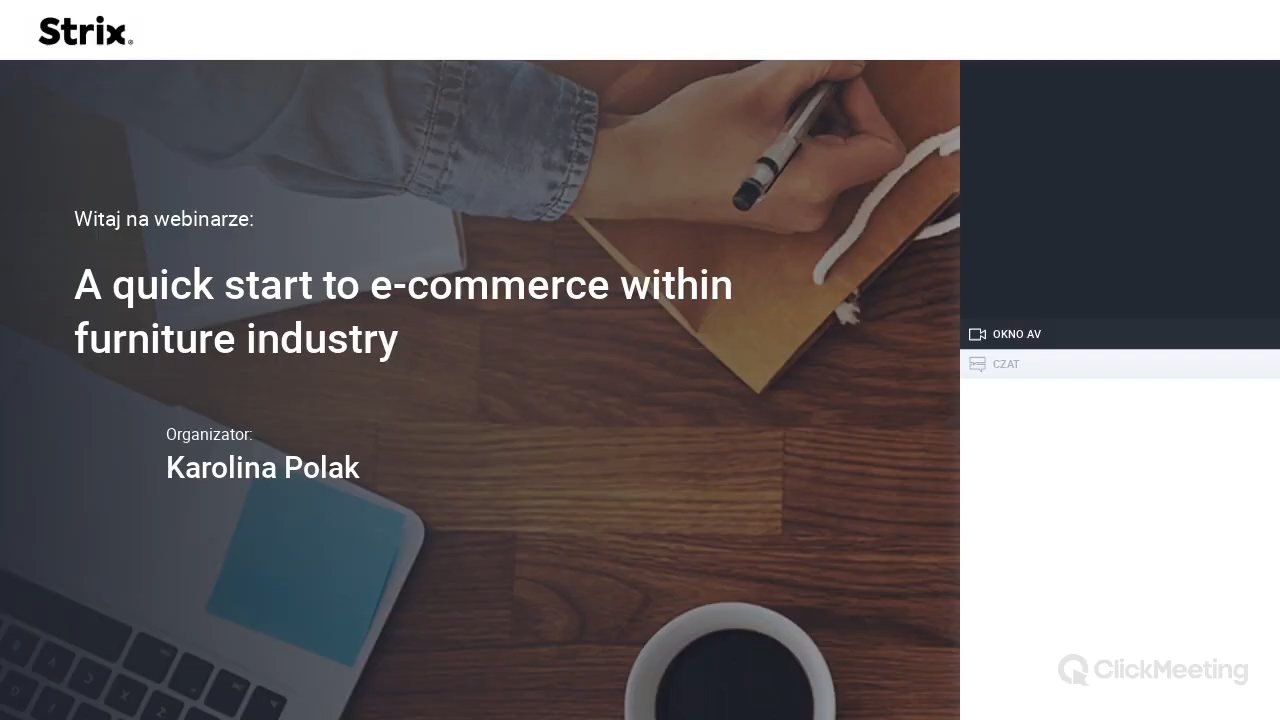 Strix®
Witaj na webinarze:
A quick start to e-commerce within
furniture industry
Organizator:
Karolina Polak
OKNO AV
CZAT
ClickMeeting